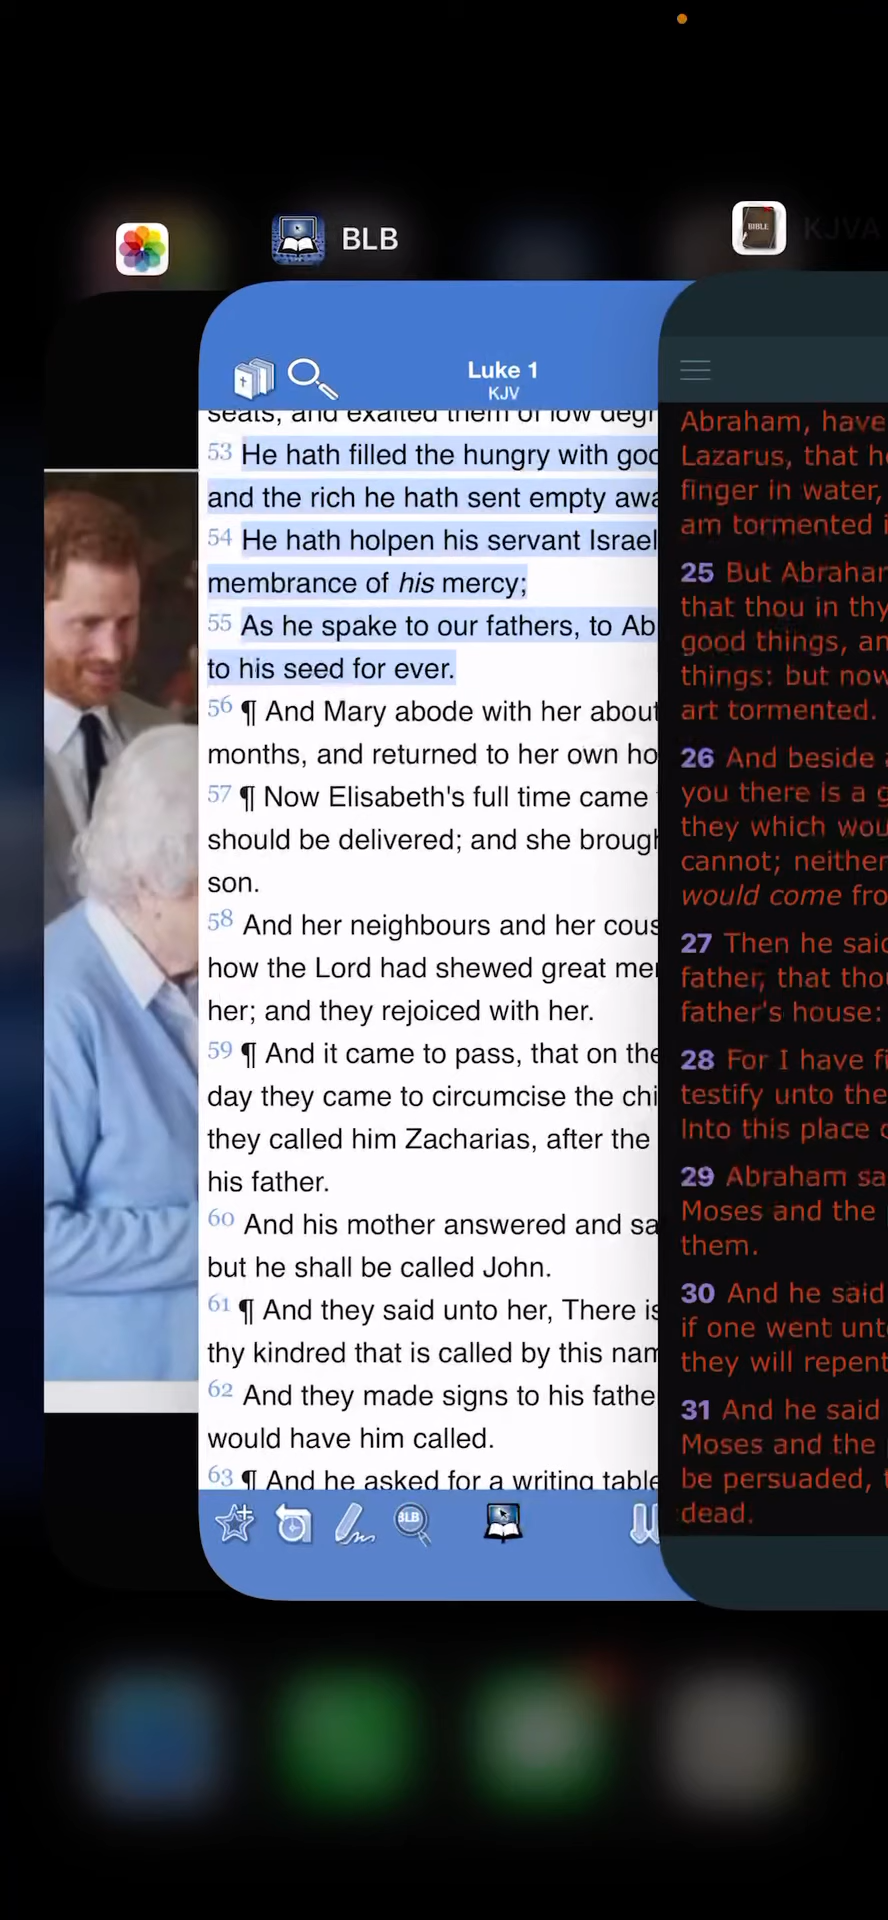 BLB
KJVA
Luke 1
KJV
seats, and exalted them of low degr
53 He hath filled the hungry with goo
and the rich he hath sent empty awa
54 He hath holpen his servant Israel
membrance of his mercy;
55 As he spake to our fathers, to Ab
to his seed for ever.
56 ¶ And Mary abode with her about
months, and returned to her own ho
57 ¶ Now Elisabeth's full time came
should be delivered; and she brough
son.
58 And her neighbours and her cous
how the Lord had shewed great mer
her; and they rejoiced with her.
59 ¶ And it came to pass, that on the
day they came to circumcise the chi
they called him Zacharias, after the
his father.
60 And his mother answered and sa
but he shall be called John.
61 ¶ And they said unto her, There is
thy kindred that is called by this nam
62 And they made signs to his fathe
would have him called.
63 ¶ And he asked for a writing table
BLB
BIBLE
Abraham, have
Lazarus, that he
finger in water,
am tormented i
25 But Abrahar
that thou in thy
good things, an
things: but now
art tormented.
26 And beside a
you there is a g
they which wou
cannot; neither
would come fro
27 Then he said
father, that thou
father's house:
28 For I have fi
testify unto the
into this place o
29 Abraham sa
Moses and the
them.
30 And he said
if one went unt
they will repent
31 And he said
Moses and the
be persuaded, t
dead.